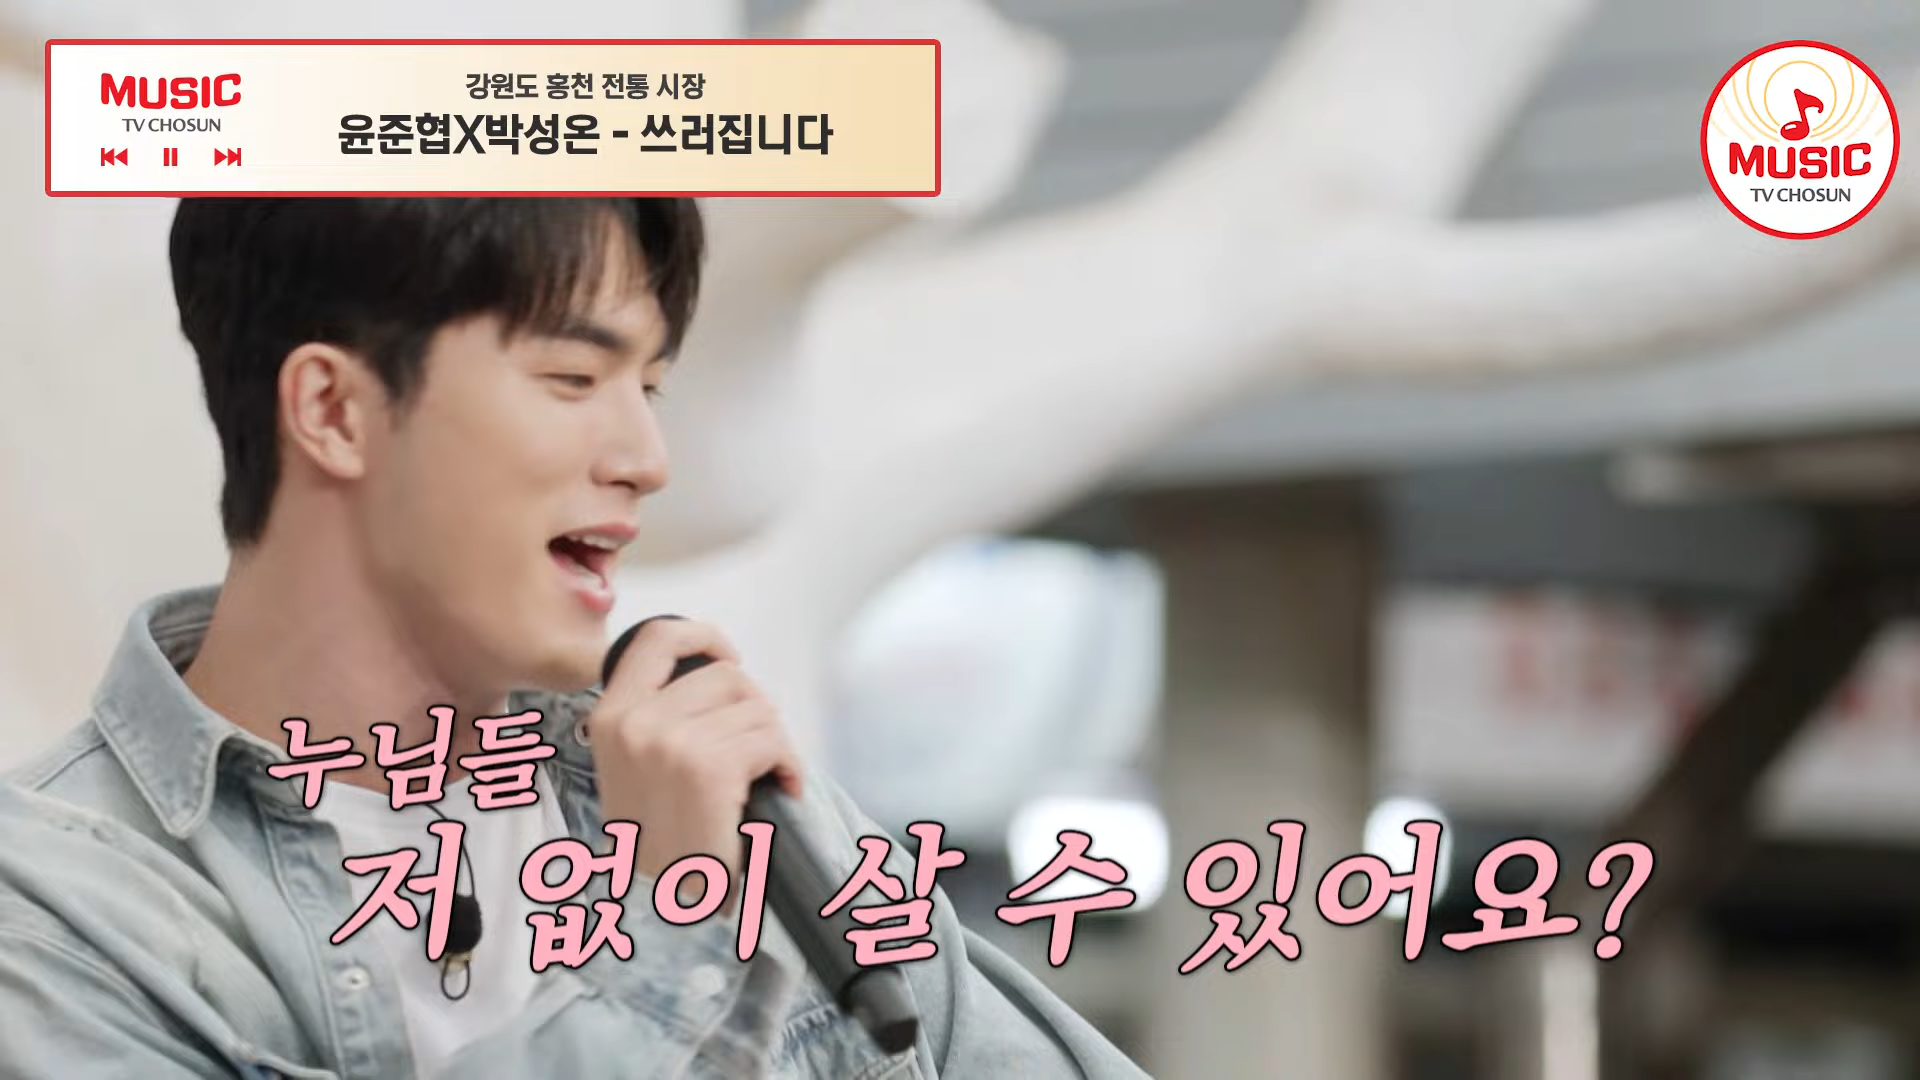 MUSIC
TV CHOSUN
강원도 홍천 전통 시장
윤준협X박성온 - 쓰러집니다
MUSIC
TV CHOSUN
누님들
저 없이 살 수 있어요?